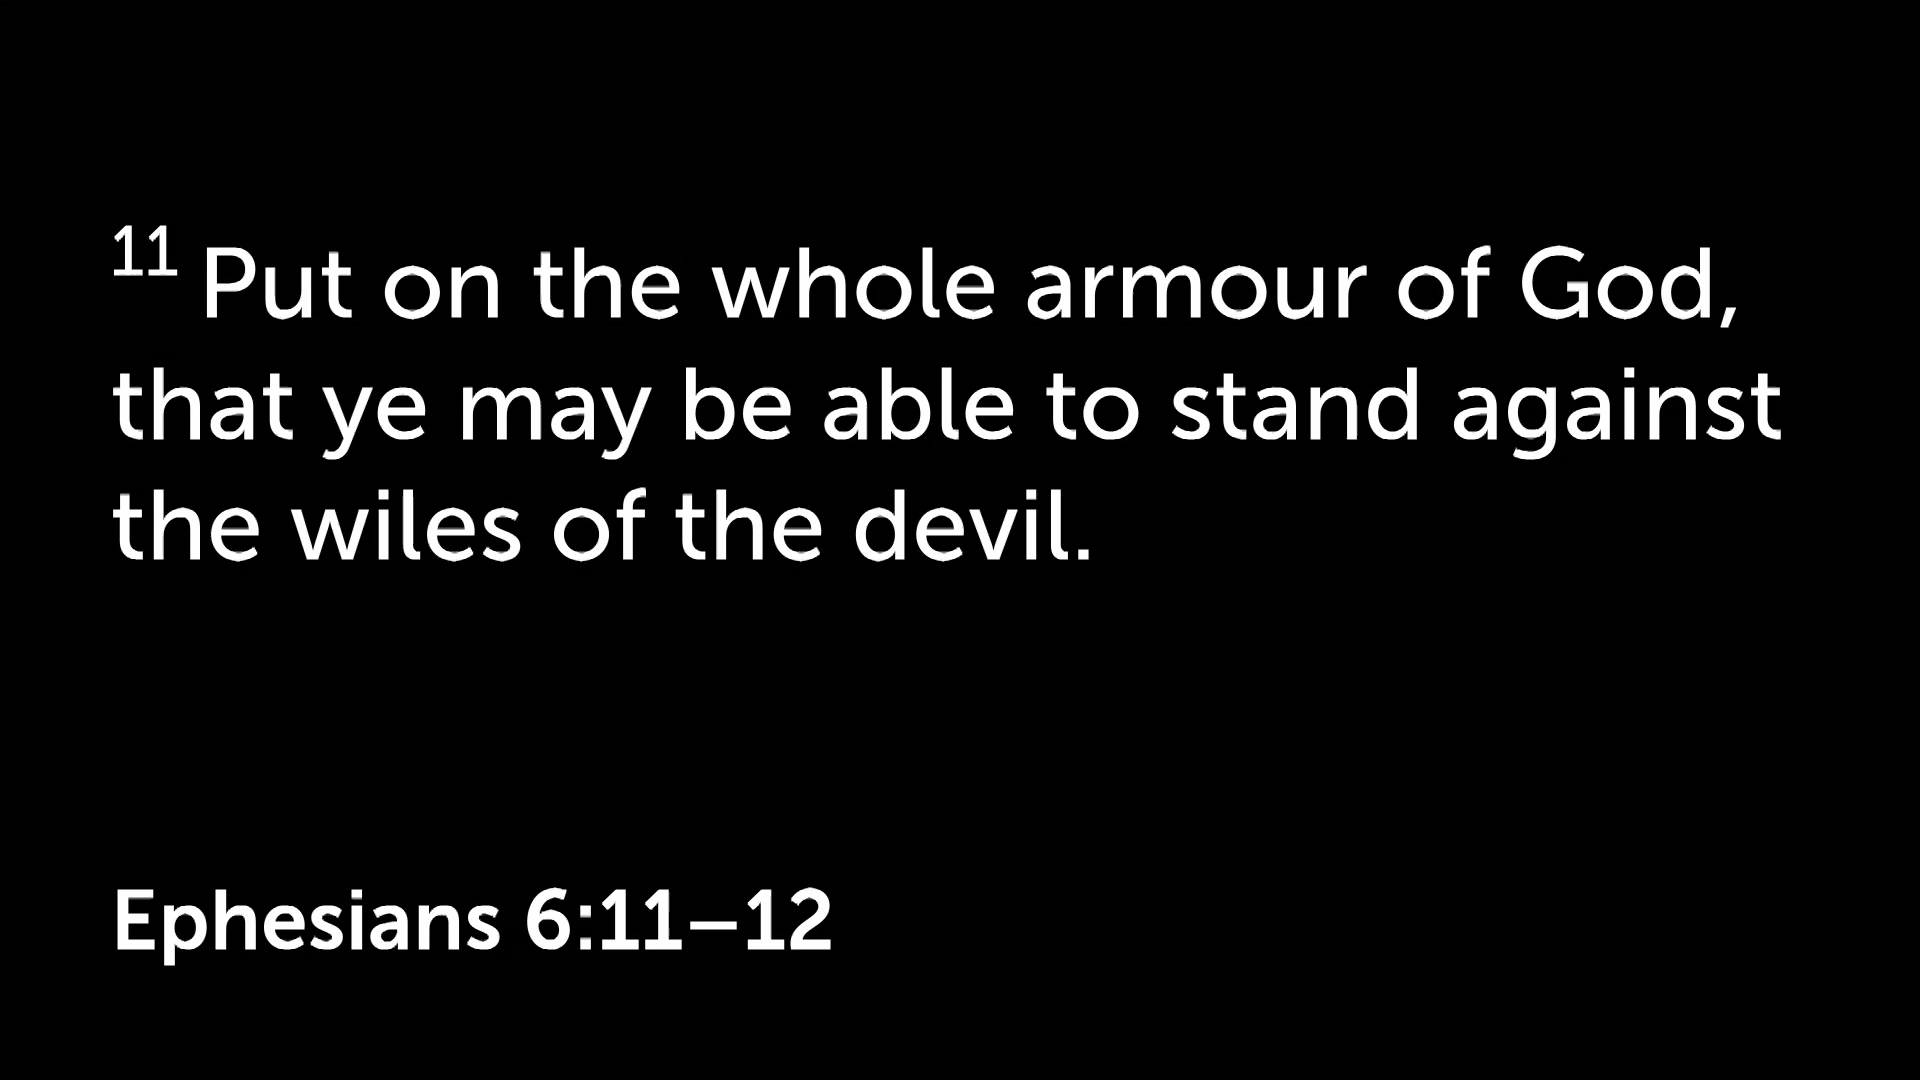 11 Put on the whole armour of God,
that ye may be able to stand against
the wiles of the devil.
Ephesians 6:11–12